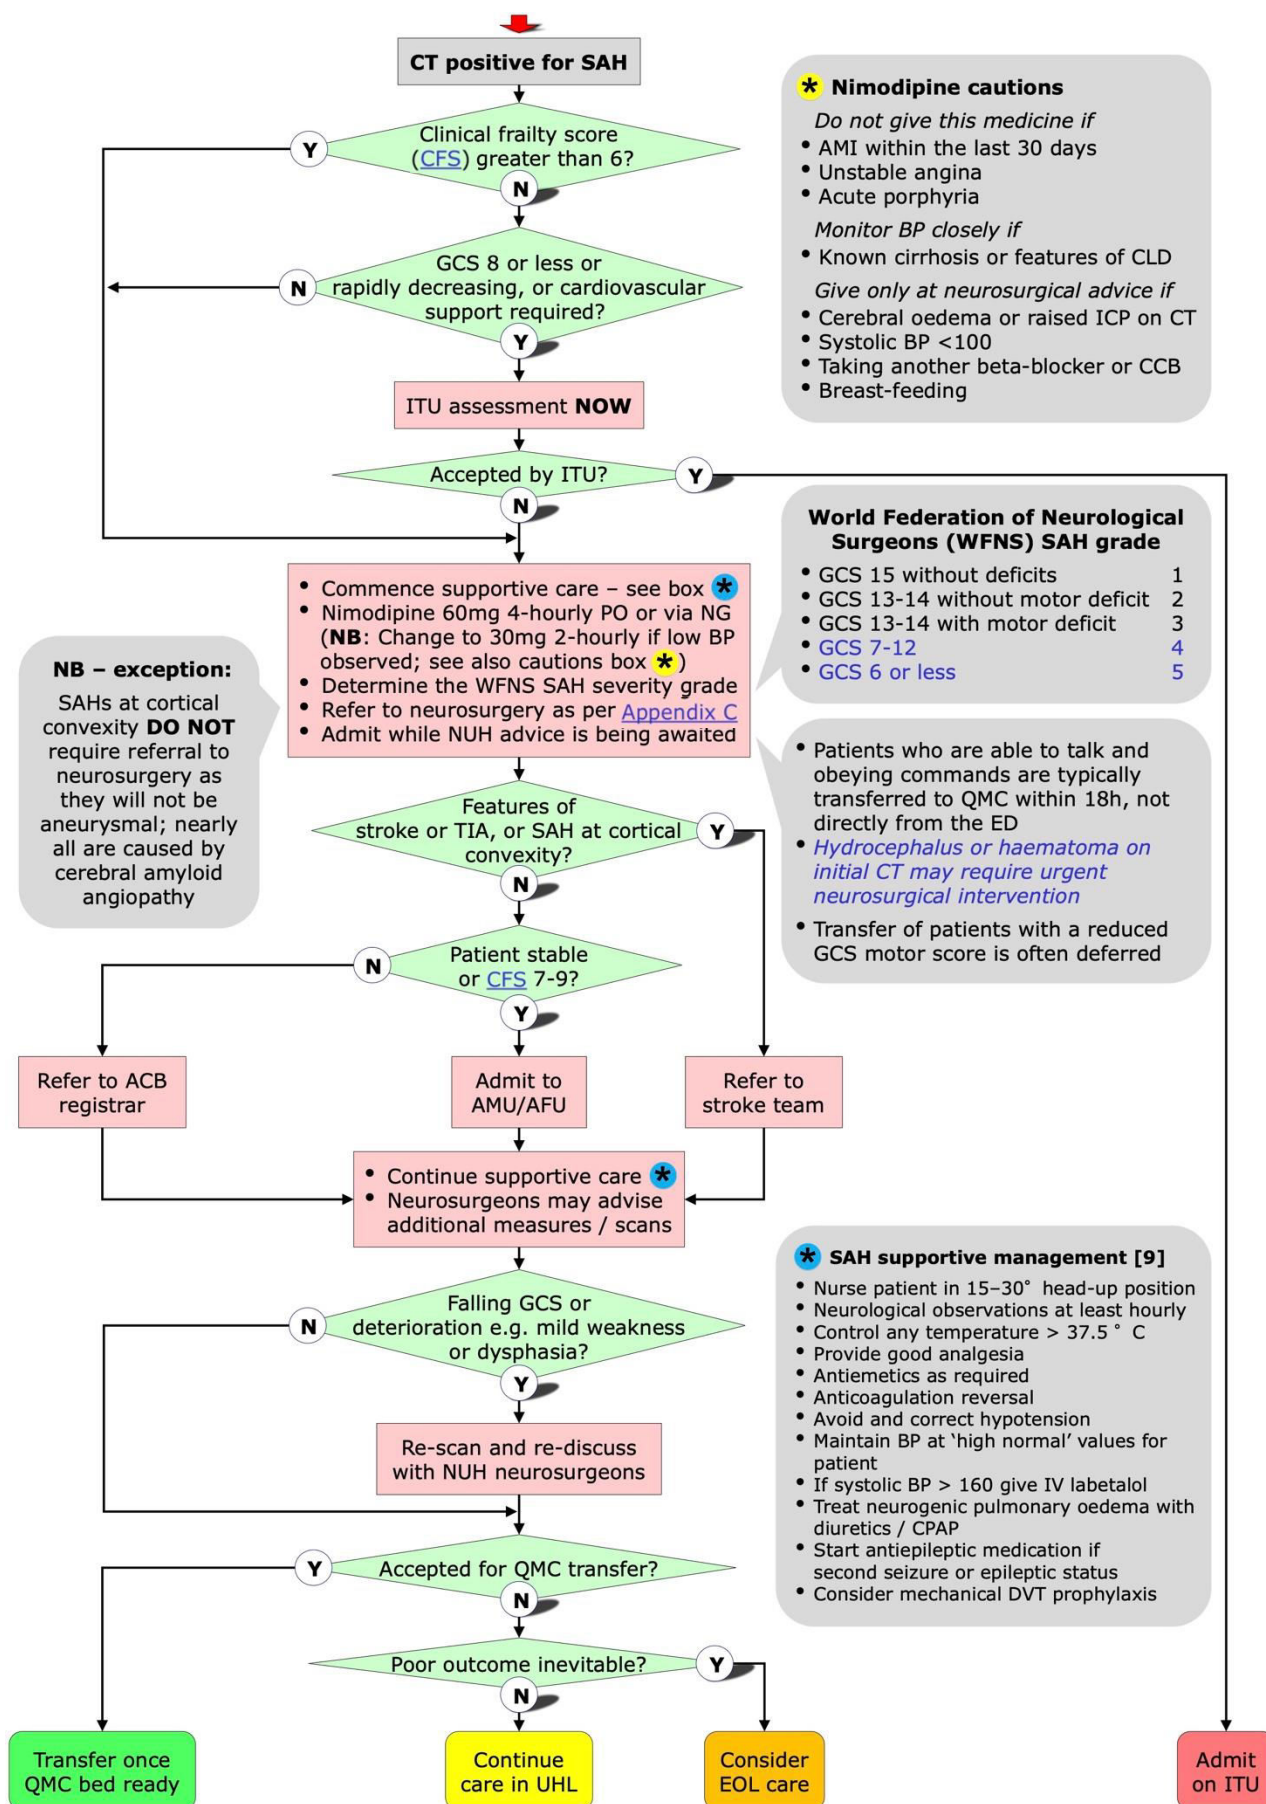 CT positive for SAH
Clinical frailty score
(CFS) greater than 6?
Y
N
GCS 8 or less or
rapidly decreasing, or cardiovascular
support required?
N
Y
ITU assessment NOW
Accepted by ITU?
Y
N
* Nimodipine cautions
Do not give this medicine if
• AMI within the last 30 days
• Unstable angina
• Acute porphyria
Monitor BP closely if
• Known cirrhosis or features of CLD
Give only at neurosurgical advice if
• Cerebral oedema or raised ICP on CT
• Systolic BP <100
• Taking another beta-blocker or CCB
• Breast-feeding
• Commence supportive care – see box *
• Nimodipine 60mg 4-hourly PO or via NG
(NB: Change to 30mg 2-hourly if low BP
observed; see also cautions box *)
• Determine the WFNS SAH severity grade
• Refer to neurosurgery as per Appendix C
• Admit while NUH advice is being awaited
World Federation of Neurological
Surgeons (WFNS) SAH grade
• GCS 15 without deficits 1
• GCS 13-14 without motor deficit 2
• GCS 13-14 with motor deficit 3
• GCS 7-12 4
• GCS 6 or less 5
NB – exception:
SAHs at cortical
convexity DO NOT
require referral to
neurosurgery as
they will not be
aneurysmal; nearly
all are caused by
cerebral amyloid
angiopathy
• Patients who are able to talk and
obeying commands are typically
transferred to QMC within 18h, not
directly from the ED
• Hydrocephalus or haematoma on
initial CT may require urgent
neurosurgical intervention
• Transfer of patients with a reduced
GCS motor score is often deferred
Features of
stroke or TIA, or SAH at cortical
convexity?
Y
N
Patient stable
or CFS 7-9?
N
Y
Refer to ACB
registrar
Admit to
AMU/AFU
Refer to
stroke team
• Continue supportive care *
• Neurosurgeons may advise
additional measures / scans
Falling GCS or
deterioration e.g. mild weakness
or dysphasia?
N
Y
Re-scan and re-discuss
with NUH neurosurgeons
* SAH supportive management [9]
• Nurse patient in 15–30° head-up position
• Neurological observations at least hourly
• Control any temperature > 37.5 ° C
• Provide good analgesia
• Antiemetics as required
• Anticoagulation reversal
• Avoid and correct hypotension
• Maintain BP at ‘high normal’ values for
patient
• If systolic BP > 160 give IV labetalol
• Treat neurogenic pulmonary oedema with
diuretics / CPAP
• Start antiepileptic medication if
second seizure or epileptic status
• Consider mechanical DVT prophylaxis
Accepted for QMC transfer?
Y
N
Poor outcome inevitable?
Y
N
Transfer once
QMC bed ready
Continue
care in UHL
Consider
EOL care
Admit
on ITU